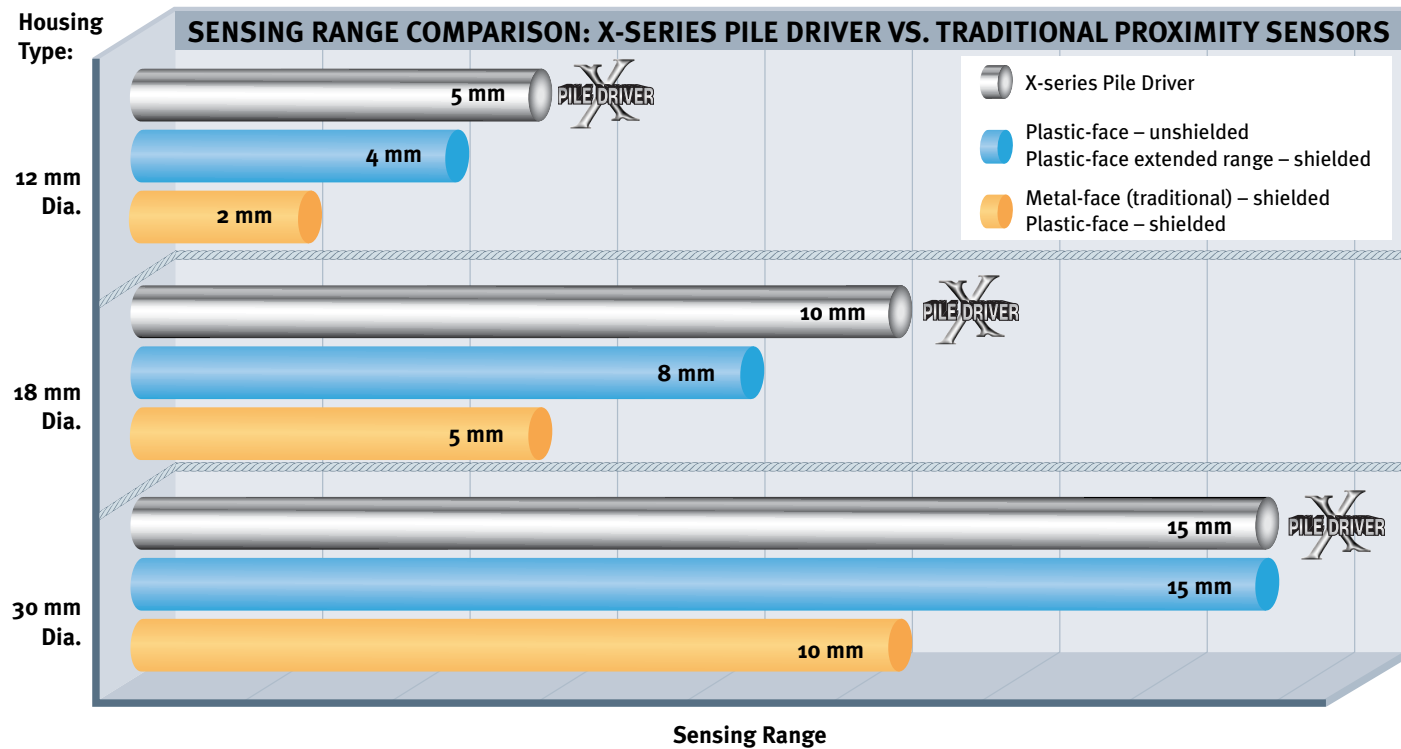 Housing
Type:
SENSING RANGE COMPARISON: X-SERIES PILE DRIVER VS. TRADITIONAL PROXIMITY SENSORS
X-series Pile Driver
Plastic-face – unshielded
Plastic-face extended range – shielded
Metal-face (traditional) – shielded
Plastic-face – shielded
12 mm
Dia.
5 mm
X
PILE DRIVER
4 mm
2 mm
18 mm
Dia.
10 mm
X
PILE DRIVER
8 mm
5 mm
30 mm
Dia.
15 mm
X
PILE DRIVER
15 mm
10 mm
Sensing Range